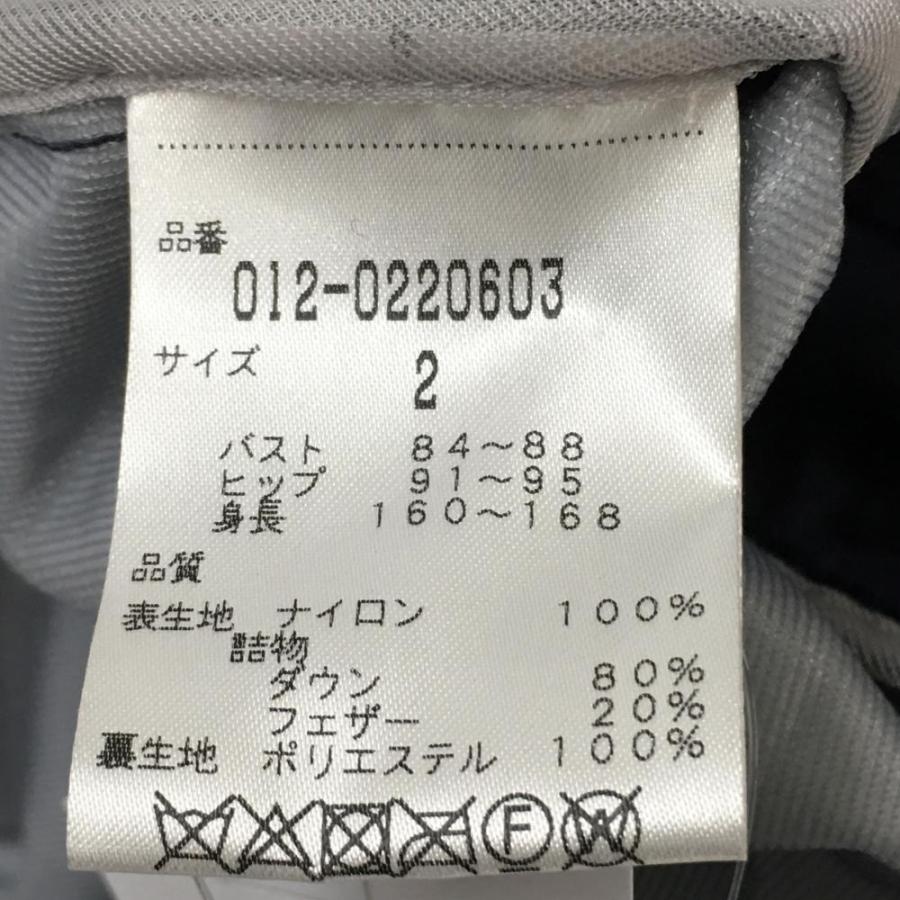 品番
012-0220603
サイズ 2
バスト 84～88
ヒップ 91～95
身長 160～168
品質
表生地 ナイロン 100%
詰物
ダウン 80%
フェザー 20%
裏生地 ポリエステル 100%
F W